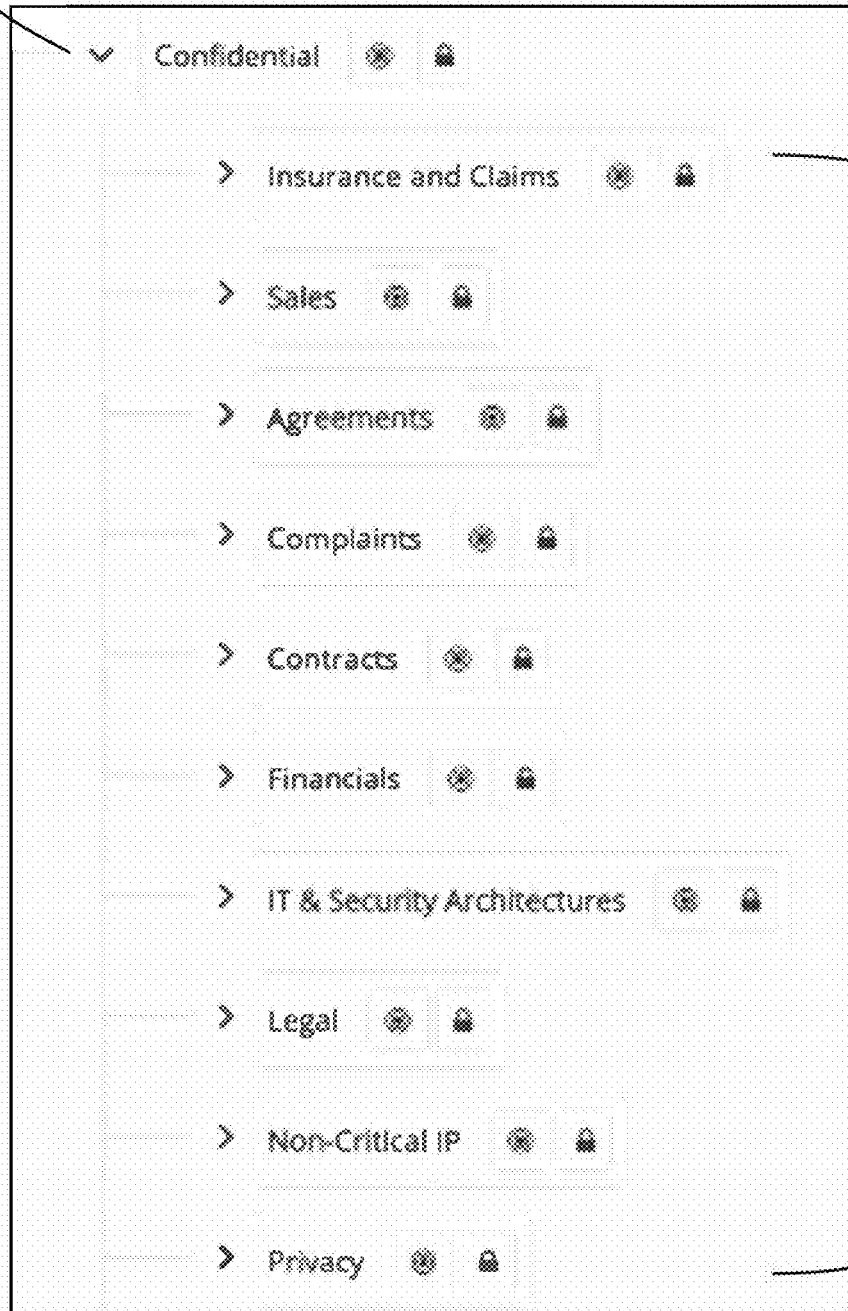 Confidential
Insurance and Claims
Sales
Agreements
Complaints
Contracts
Financials
IT & Security Architectures
Legal
Non-Critical IP
Privacy